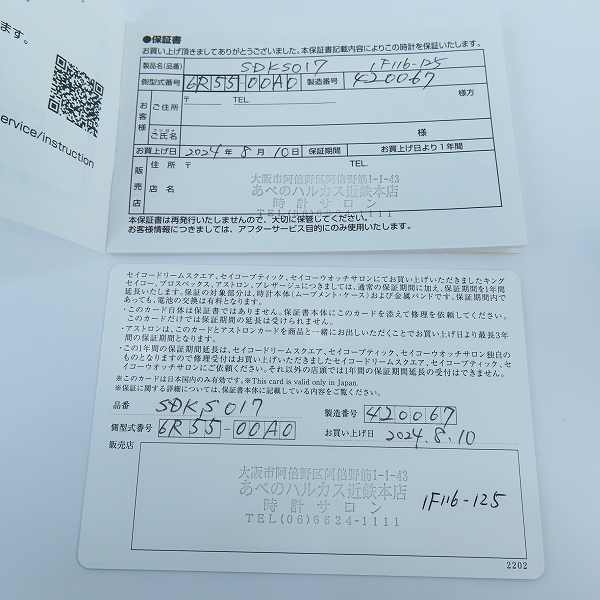 す。
ervice/instruction
●保証書
お買い上げ頂きましてありがとうございました。本保証書記載内容によりこの時計を保証いたします。
製品名(品番) SDKS017 1F116-125
側型式番号 6R55-00A0 製造番号 420067
お客様 ご住所 〒 TEL. 様方
フリガナ
ご氏名 様
お買上げ日 2024年 8月 10日 保証期間 お買上げ日より1年間
販売店 住所 〒 TEL.
店名
大阪市阿倍野区阿倍野筋1-1-43
あべのハルカス近鉄本店
時計サロン
TEL(06)6624-1111
本保証書は再発行いたしませんので、大切に保管してください。
お客様情報につきましては、アフターサービス目的にのみ使用いたします。
セイコードリームスクエア、セイコーブティック、セイコーウオッチサロンにてお買い上げいただきましたキング
セイコー、プロスペックス、アストロン、プレザージュにつきましては、通常の保証期間に加え、保証期間を1年間
延長いたします。保証の対象部分は、時計本体(ムーブメント・ケース)および金属バンドです。保証期間内で
あっても、電池の交換は有料となります。
・このカード自体は保証書ではありません。保証書本体にこのカードを添えて修理を依頼してください。
このカードだけでは保証期間の延長は受けられません。
・アストロンは、このカードとアストロンカードを商品と一緒にお出しいただくことでお買い上げ日より最長3年
間の保証期間となります。
・この1年間の保証期間延長は、セイコードリームスクエア、セイコーブティック、セイコーウオッチサロン独自の
ものとなりますので修理受付はお買い上げいただきましたセイコードリームスクエア、セイコーブティック、セイ
コーウオッチサロンにご依頼ください。それ以外の店頭では1年間の保証期間延長の受付はできません。
※このカードは日本国内のみ有効です。※This card is valid only in Japan.
※保証に関する詳細については、保証書本体に記載している内容をご覧ください。
品番 SDKS017 製造番号 420067
側型式番号 6R55-00A0 お買い上げ日 2024.8.10
販売店
大阪市阿倍野区阿倍野筋1-1-43
あべのハルカス近鉄本店
時計サロン
TEL(06)6624-1111
1F116-125
2202